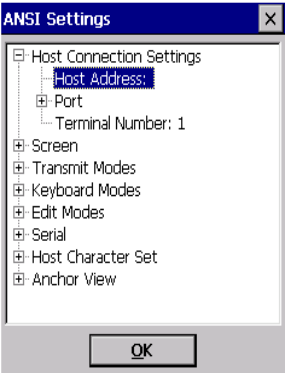 ANSI Settings
Host Connection Settings
Host Address:
Port
Terminal Number: 1
Screen
Transmit Modes
Keyboard Modes
Edit Modes
Serial
Host Character Set
Anchor View
OK